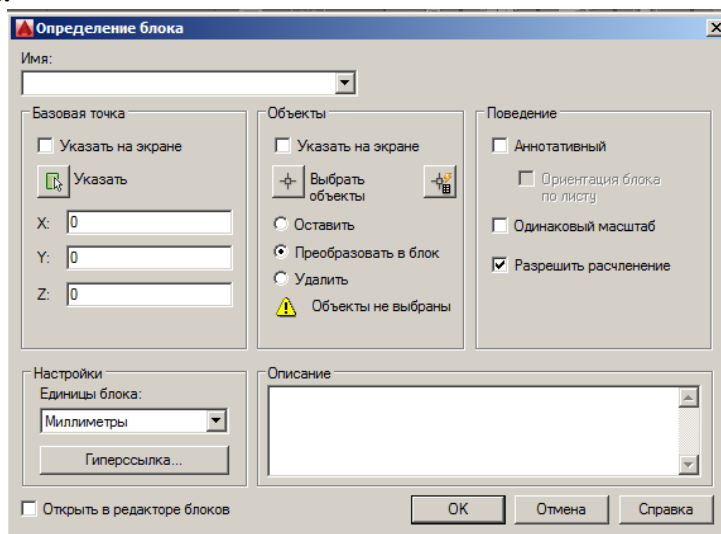 Определение блока
Имя:
Базовая точка
Указать на экране
Указать
X: 0
Y: 0
Z: 0
Объекты
Указать на экране
Выбрать
объекты
Оставить
Преобразовать в блок
Удалить
Объекты не выбраны
Поведение
Аннотативный
Ориентация блока
по листу
Одинаковый масштаб
Разрешить расчленение
Настройки
Единицы блока:
Миллиметры
Гиперссылка...
Описание
Открыть в редакторе блоков
OK
Отмена
Справка